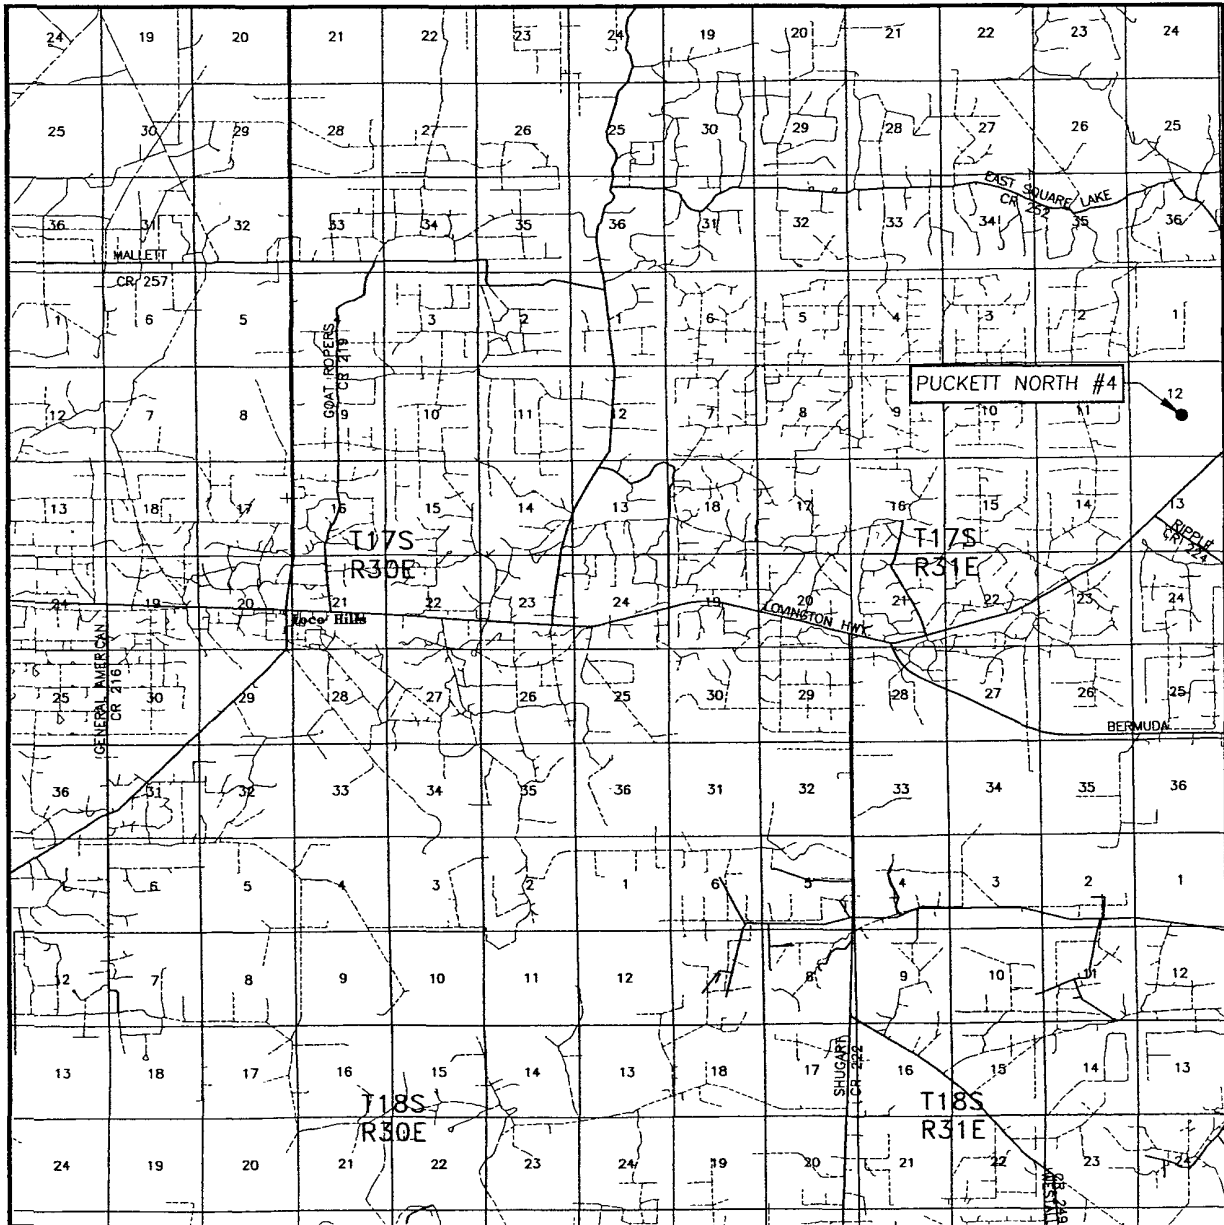 24 19 20 21 22 23 24 19 20 21 22 23 24
25 30 29 28 27 26 25 30 29 28 27 26 25
EAST SQUARE LAKE
CR 252
36 31 32 33 34 35 36 31 32 33 34 35 36
MALLETT
CR 257
1 6 5 4 3 2 1 6 5 4 3 2 1
GOAT ROPERS
CR 219
PUCKETT NORTH #4
12 7 8 9 10 11 12 7 8 9 10 11 12
13 18 17 16 15 14 13 18 17 16 15 14 13
RIPPLE
CR 224
T17S
R30E
T17S
R31E
24 19 20 21 22 23 24 19 20 21 22 23 24
Loco Hills
LOVINGTON HWY
GENERAL AMERICAN
CR 216
25 30 29 28 27 26 25 30 29 28 27 26 25
BERMUDA
36 31 32 33 34 35 36 31 32 33 34 35 36
6 5 4 3 2 1 6 5 4 3 2 1
12 7 8 9 10 11 12 7 8 9 10 11 12
13 18 17 16 15 14 13 18 17 16 15 14 13
SHUGART
CR 222
T18S
R30E
T18S
R31E
24 19 20 21 22 23 24 19 20 21 22 23 24
CR 249